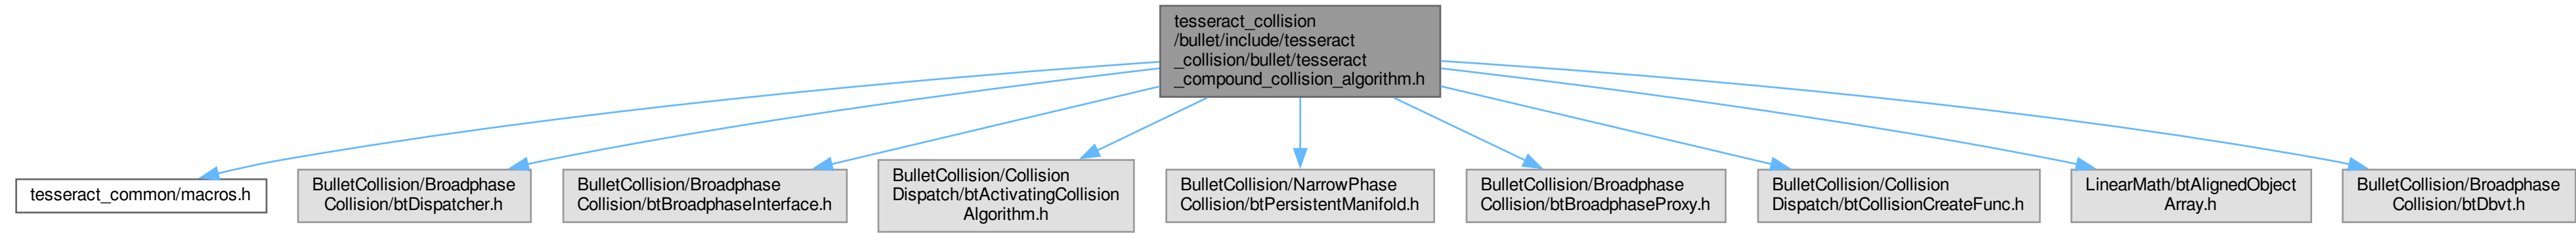 tesseract_collision
/bullet/include/tesseract
_collision/bullet/tesseract
_compound_collision_algorithm.h
tesseract_common/macros.h
BulletCollision/Broadphase
Collision/btDispatcher.h
BulletCollision/Broadphase
Collision/btBroadphaseInterface.h
BulletCollision/Collision
Dispatch/btActivatingCollision
Algorithm.h
BulletCollision/NarrowPhase
Collision/btPersistentManifold.h
BulletCollision/Broadphase
Collision/btBroadphaseProxy.h
BulletCollision/Collision
Dispatch/btCollisionCreateFunc.h
LinearMath/btAlignedObject
Array.h
BulletCollision/Broadphase
Collision/btDbvt.h